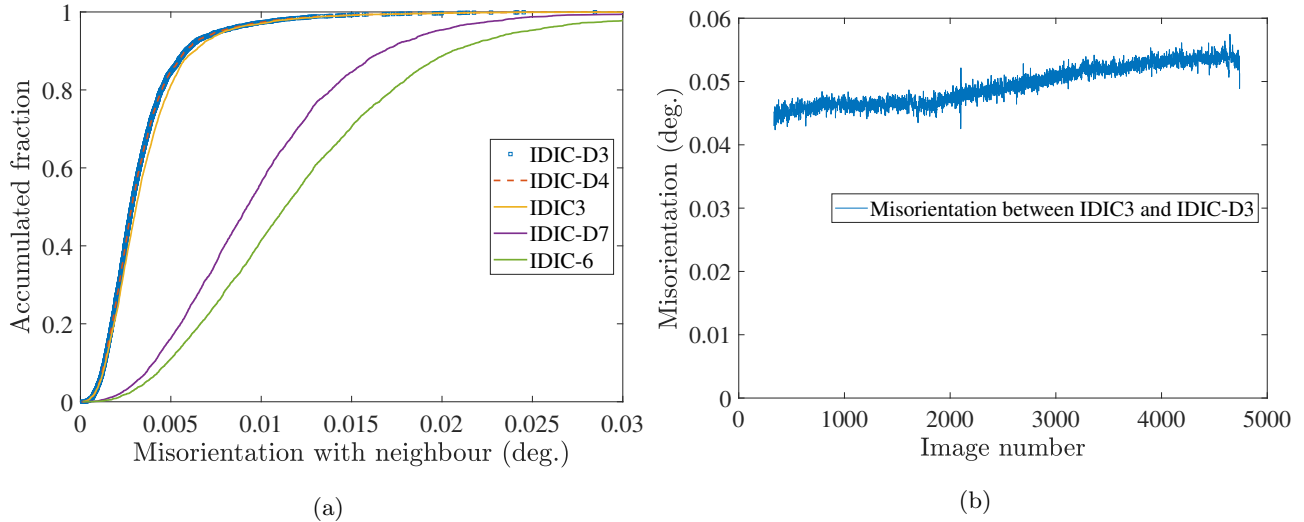 1
0.8
0.6
0.4
0.2
0
Accumulated fraction
0
0.005
0.01
0.015
0.02
0.025
0.03
Misorientation with neighbour (deg.)
IDIC-D3
IDIC-D4
IDIC3
IDIC-D7
IDIC-6
(a)
0.06
0.05
0.04
0.03
0.02
0.01
0
Misorientation (deg.)
0
1000
2000
3000
4000
5000
Image number
Misorientation between IDIC3 and IDIC-D3
(b)